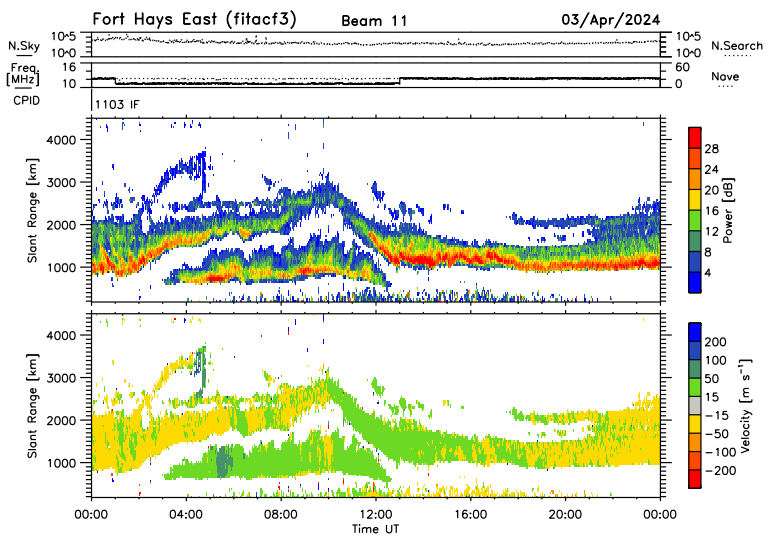 Fort Hays East (fitacf3) Beam 11 03/Apr/2024
N.Sky 10^5 10^0 10^5 10^0 N.Search
Freq. [MHz] 16 10 60 0 Nave
CPID 1103 IF
Slant Range [km] 4000 3000 2000 1000
28 24 20 16 12 8 4 Power [dB]
Slant Range [km] 4000 3000 2000 1000
200 100 50 15 -15 -50 -100 -200 Velocity [m s^-1]
00:00 04:00 08:00 12:00 16:00 20:00 00:00
Time UT